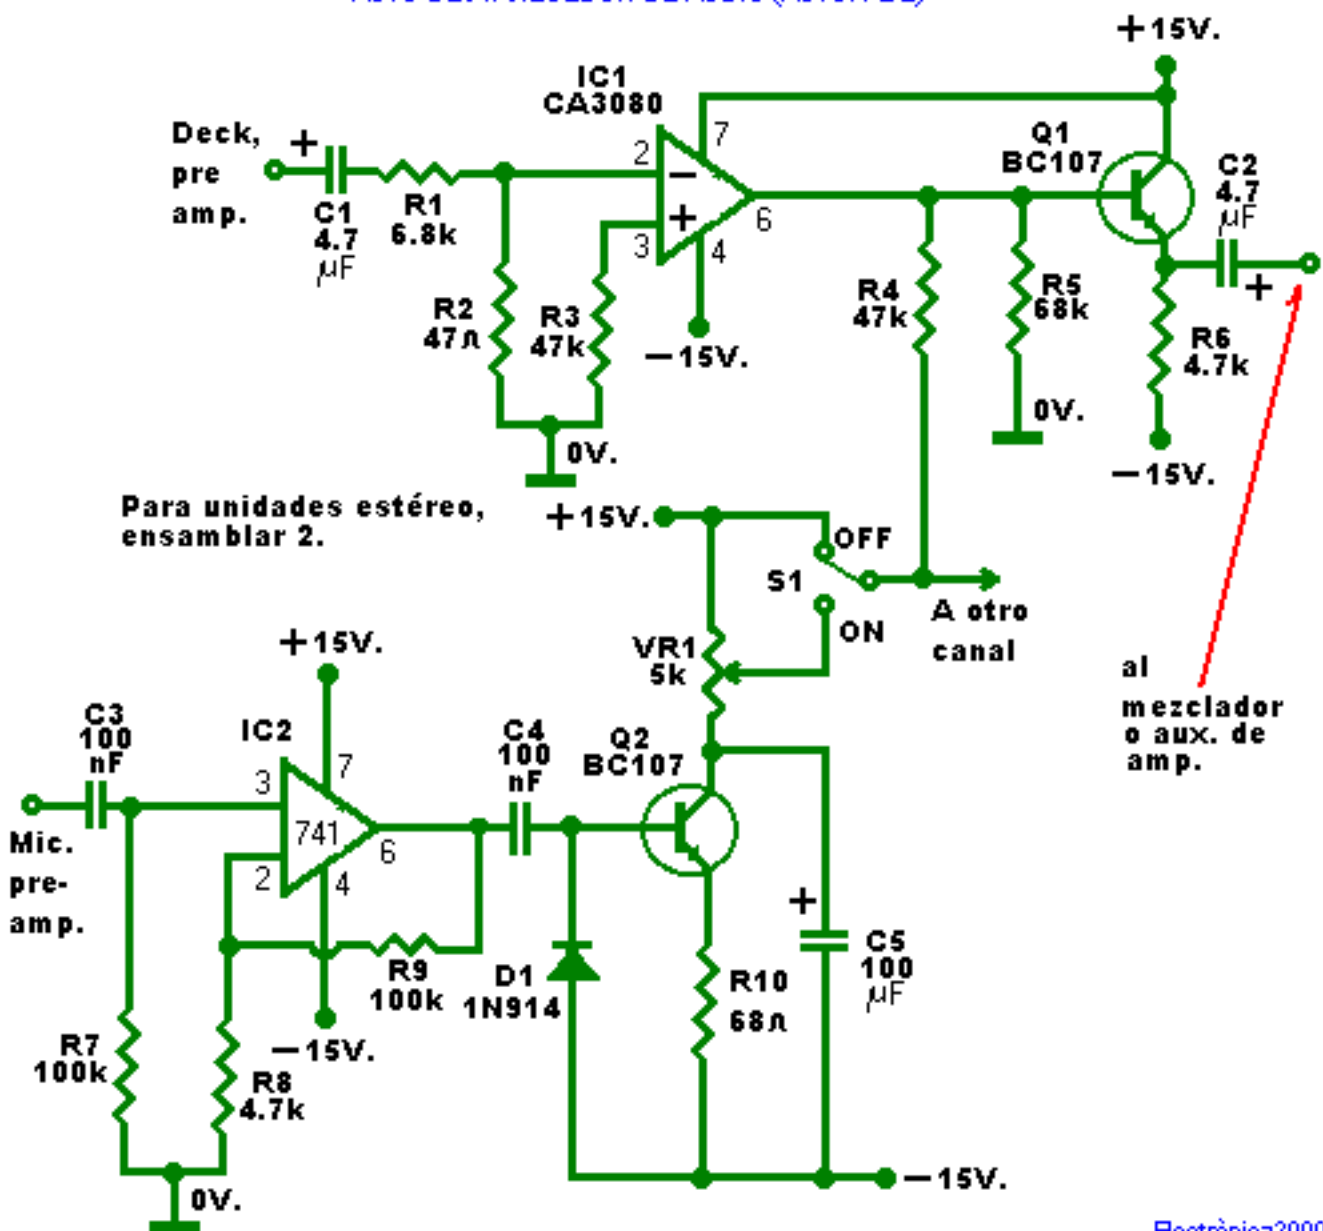 +15V.
IC1
CA3080
Deck,
pre
amp.
+
C1
4.7
µF
R1
6.8k
2
7
−
+
3
4
6
Q1
BC107
C2
4.7
µF
+
R2
47Ω
R3
47k
−15V.
R4
47k
R5
68k
R6
4.7k
0V.
0V.
−15V.
Para unidades estéreo,
ensamblar 2.
+15V.
OFF
S1
ON
A otro
canal
VR1
5k
al
mezclador
o aux. de
amp.
+15V.
C3
100
nF
IC2
3
7
741
6
2
4
Mic.
pre-
amp.
C4
100
nF
Q2
BC107
R9
100k
D1
1N914
R10
68Ω
+
C5
100
µF
R7
100k
−15V.
R8
4.7k
0V.
−15V.